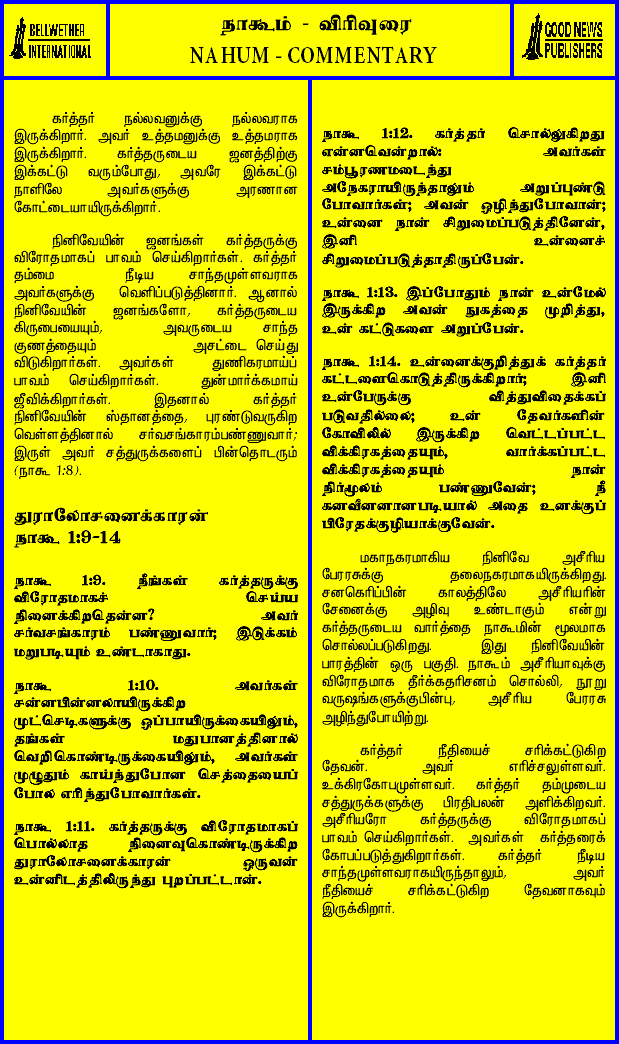 BELLWETHER
INTERNATIONAL
நாகூம் - விரிவுரை
NAHUM - COMMENTARY
GOOD NEWS
PUBLISHERS
கர்த்தர் நல்லவனுக்கு நல்லவராக
இருக்கிறார். அவர் உத்தமனுக்கு உத்தமராக
இருக்கிறார். கர்த்தருடைய ஜனத்திற்கு
இக்கட்டு வரும்போது, அவரே இக்கட்டு
நாளிலே அவர்களுக்கு அரணான
கோட்டையாயிருக்கிறார்.
நினிவேயின் ஜனங்கள் கர்த்தருக்கு
விரோதமாகப் பாவம் செய்கிறார்கள். கர்த்தர்
தம்மை நீடிய சாந்தமுள்ளவராக
அவர்களுக்கு வெளிப்படுத்தினார். ஆனால்
நினிவேயின் ஜனங்களோ, கர்த்தருடைய
கிருபையையும், அவருடைய சாந்த
குணத்தையும் அசட்டை செய்து
விடுகிறார்கள். அவர்கள் துணிகரமாய்ப்
பாவம் செய்கிறார்கள். துன்மார்க்கமாய்
ஜீவிக்கிறார்கள். இதனால் கர்த்தர்
நினிவேயின் ஸ்தானத்தை, புரண்டுவருகிற
வெள்ளத்தினால் சர்வசங்காரம்பண்ணுவார்;
இருள் அவர் சத்துருக்களைப் பின்தொடரும்
(நாகூ 1:8).
துராலோசனைக்காரன்
நாகூ 1:9-14
நாகூ 1:9. நீங்கள் கர்த்தருக்கு
விரோதமாகச் செய்ய
நினைக்கிறதென்ன? அவர்
சர்வசங்காரம் பண்ணுவார்; இடுக்கம்
மறுபடியும் உண்டாகாது.
நாகூ 1:10. அவர்கள்
சன்னபின்னலாயிருக்கிற
முட்செடிகளுக்கு ஒப்பாயிருக்கையிலும்,
தங்கள் மதுபானத்தினால்
வெறிகொண்டிருக்கையிலும், அவர்கள்
முழுதும் காய்ந்துபோன செத்தையைப்
போல எரிந்துபோவார்கள்.
நாகூ 1:11. கர்த்தருக்கு விரோதமாகப்
பொல்லாத நினைவுகொண்டிருக்கிற
துராலோசனைக்காரன் ஒருவன்
உன்னிடத்திலிருந்து புறப்பட்டான்.
நாகூ 1:12. கர்த்தர் சொல்லுகிறது
என்னவென்றால்: அவர்கள்
சம்பூரணமடைந்து
அநேகராயிருந்தாலும் அறுப்புண்டு
போவார்கள்; அவன் ஒழிந்துபோவான்;
உன்னை நான் சிறுமைப்படுத்தினேன்,
இனி உன்னைச்
சிறுமைப்படுத்தாதிருப்பேன்.
நாகூ 1:13. இப்போதும் நான் உன்மேல்
இருக்கிற அவன் நுகத்தை முறித்து,
உன் கட்டுகளை அறுப்பேன்.
நாகூ 1:14. உன்னைக்குறித்துக் கர்த்தர்
கட்டளைகொடுத்திருக்கிறார்; இனி
உன்பேருக்கு வித்துவிதைக்கப்
படுவதில்லை; உன் தேவர்களின்
கோவிலில் இருக்கிற வெட்டப்பட்ட
விக்கிரகத்தையும், வார்க்கப்பட்ட
விக்கிரகத்தையும் நான்
நிர்மூலம் பண்ணுவேன்; நீ
கனவீனனானபடியால் அதை உனக்குப்
பிரேதக்குழியாக்குவேன்.
மகாநகரமாகிய நினிவே அசீரிய
பேரரசுக்கு தலைநகரமாகயிருக்கிறது.
சனகெரிப்பின் காலத்திலே அசீரியரின்
சேனைக்கு அழிவு உண்டாகும் என்று
கர்த்தருடைய வார்த்தை நாகூமின் மூலமாக
சொல்லப்படுகிறது. இது நினிவேயின்
பாரத்தின் ஒரு பகுதி. நாகூம் அசீரியாவுக்கு
விரோதமாக தீர்க்கதரிசனம் சொல்லி, நூறு
வருஷங்களுக்குபின்பு, அசீரிய பேரரசு
அழிந்துபோயிற்று.
கர்த்தர் நீதியைச் சரிக்கட்டுகிற
தேவன். அவர் எரிச்சலுள்ளவர்.
உக்கிரகோபமுள்ளவர். கர்த்தர் தம்முடைய
சத்துருக்களுக்கு பிரதிபலன் அளிக்கிறவர்.
அசீரியரோ கர்த்தருக்கு விரோதமாகப்
பாவம் செய்கிறார்கள். அவர்கள் கர்த்தரைக்
கோபப்படுத்துகிறார்கள். கர்த்தர் நீடிய
சாந்தமுள்ளவராகயிருந்தாலும், அவர்
நீதியைச் சரிக்கட்டுகிற தேவனாகவும்
இருக்கிறார்.